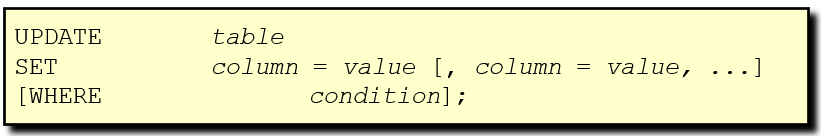 UPDATE table
SET column = value [, column = value, ...]
[WHERE condition];